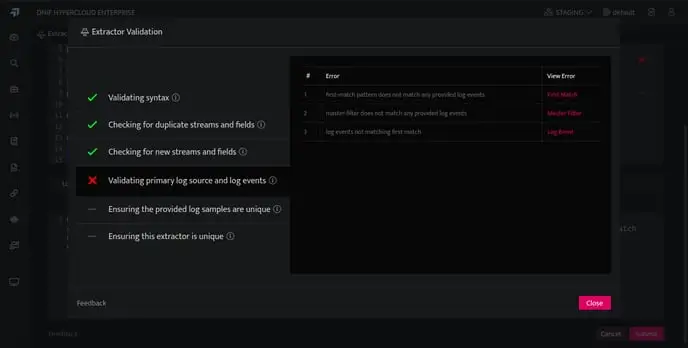 DNIF HYPERCLOUD ENTERPRISE
STAGING
default
Extractor Validation
# Error View Error
Validating syntax
1 first-match pattern does not match any provided log events First Match
2 master-filter does not match any provided log events Master Filter
Checking for duplicate streams and fields
3 log events not matching first match Log Event
Checking for new streams and fields
Validating primary log source and log events
Ensuring the provided log samples are unique
Ensuring this extractor is unique
Feedback
Close
Feedback
Cancel
Submit